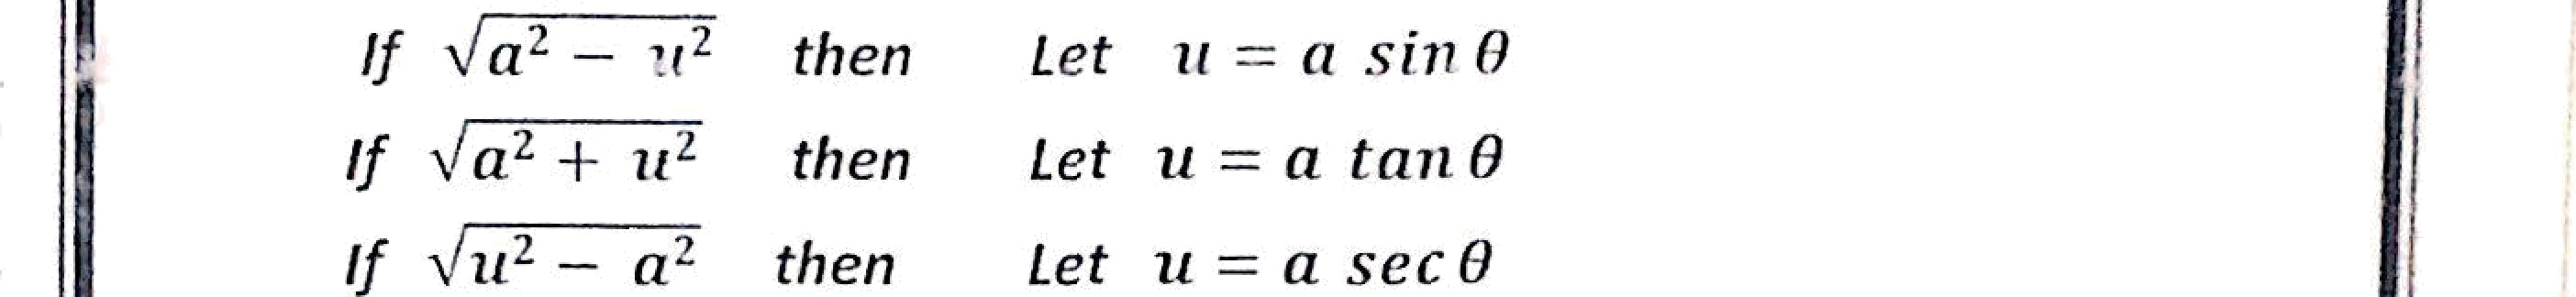 If √(a² − u²) then Let u = a sin θ
If √(a² + u²) then Let u = a tan θ
If √(u² − a²) then Let u = a sec θ